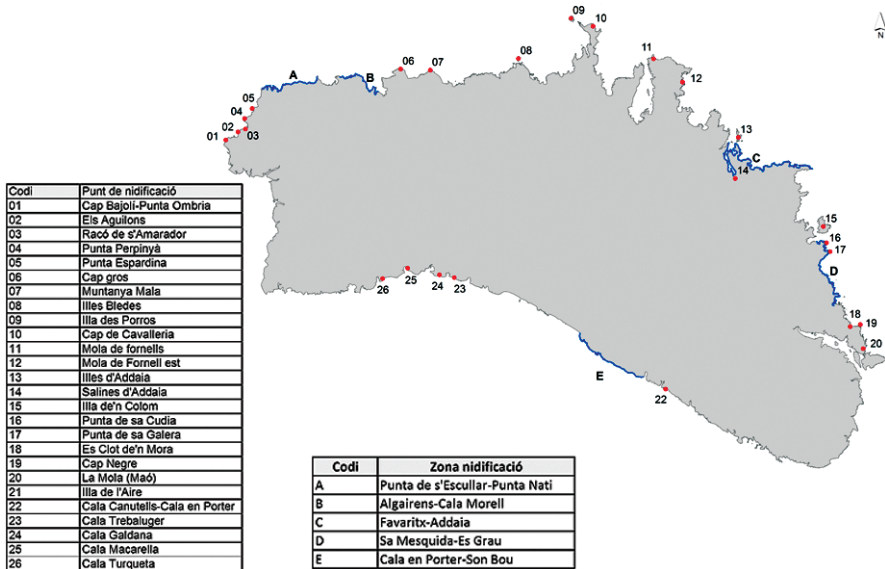 09
10
N
08
11
06
07
A
B
12
05
04
02
03
01
13
C
14
Codi Punt de nidificació
01 Cap Bajolí-Punta Ombria
02 Els Aguilons
03 Racó de s'Amarador
04 Punta Perpinyà
05 Punta Espardina
06 Cap gros
07 Muntanya Mala
08 Illes Bledes
09 Illa des Porros
10 Cap de Cavalleria
11 Mola de fornells
12 Mola de Fornell est
13 Illes d'Addaia
14 Salines d'Addaia
15 Illa de'n Colom
16 Punta de sa Cudia
17 Punta de sa Galera
18 Es Clot de'n Mora
19 Cap Negre
20 La Mola (Maó)
21 Illa de l'Aire
22 Cala Canutells-Cala en Porter
23 Cala Trebaluger
24 Cala Galdana
25 Cala Macarella
26 Cala Turqueta
15
16
17
D
18
19
20
26
25
24
23
E
22
Codi Zona nidificació
A Punta de s'Escullar-Punta Nati
B Algairens-Cala Morell
C Favaritx-Addaia
D Sa Mesquida-Es Grau
E Cala en Porter-Son Bou